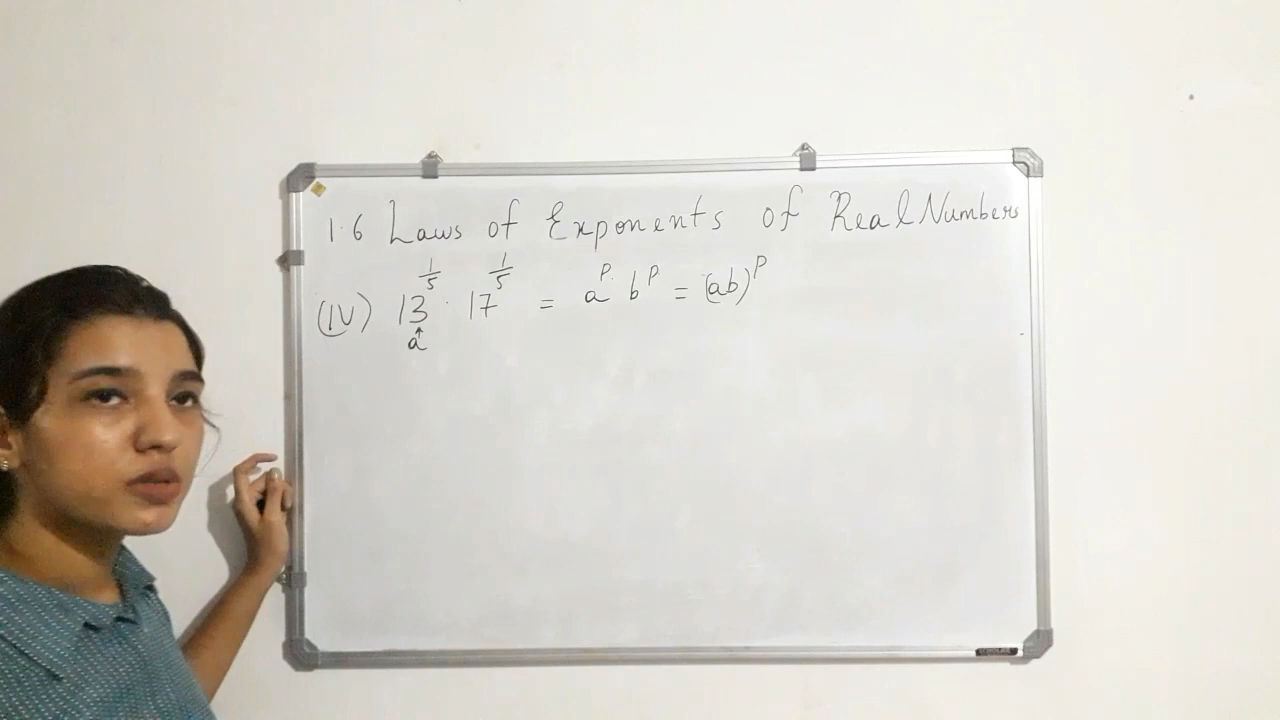 1.6 Laws of Exponents of Real Numbers
(IV) 13^{1/5} · 17^{1/5} = a^p · b^p = (ab)^p
↑
a